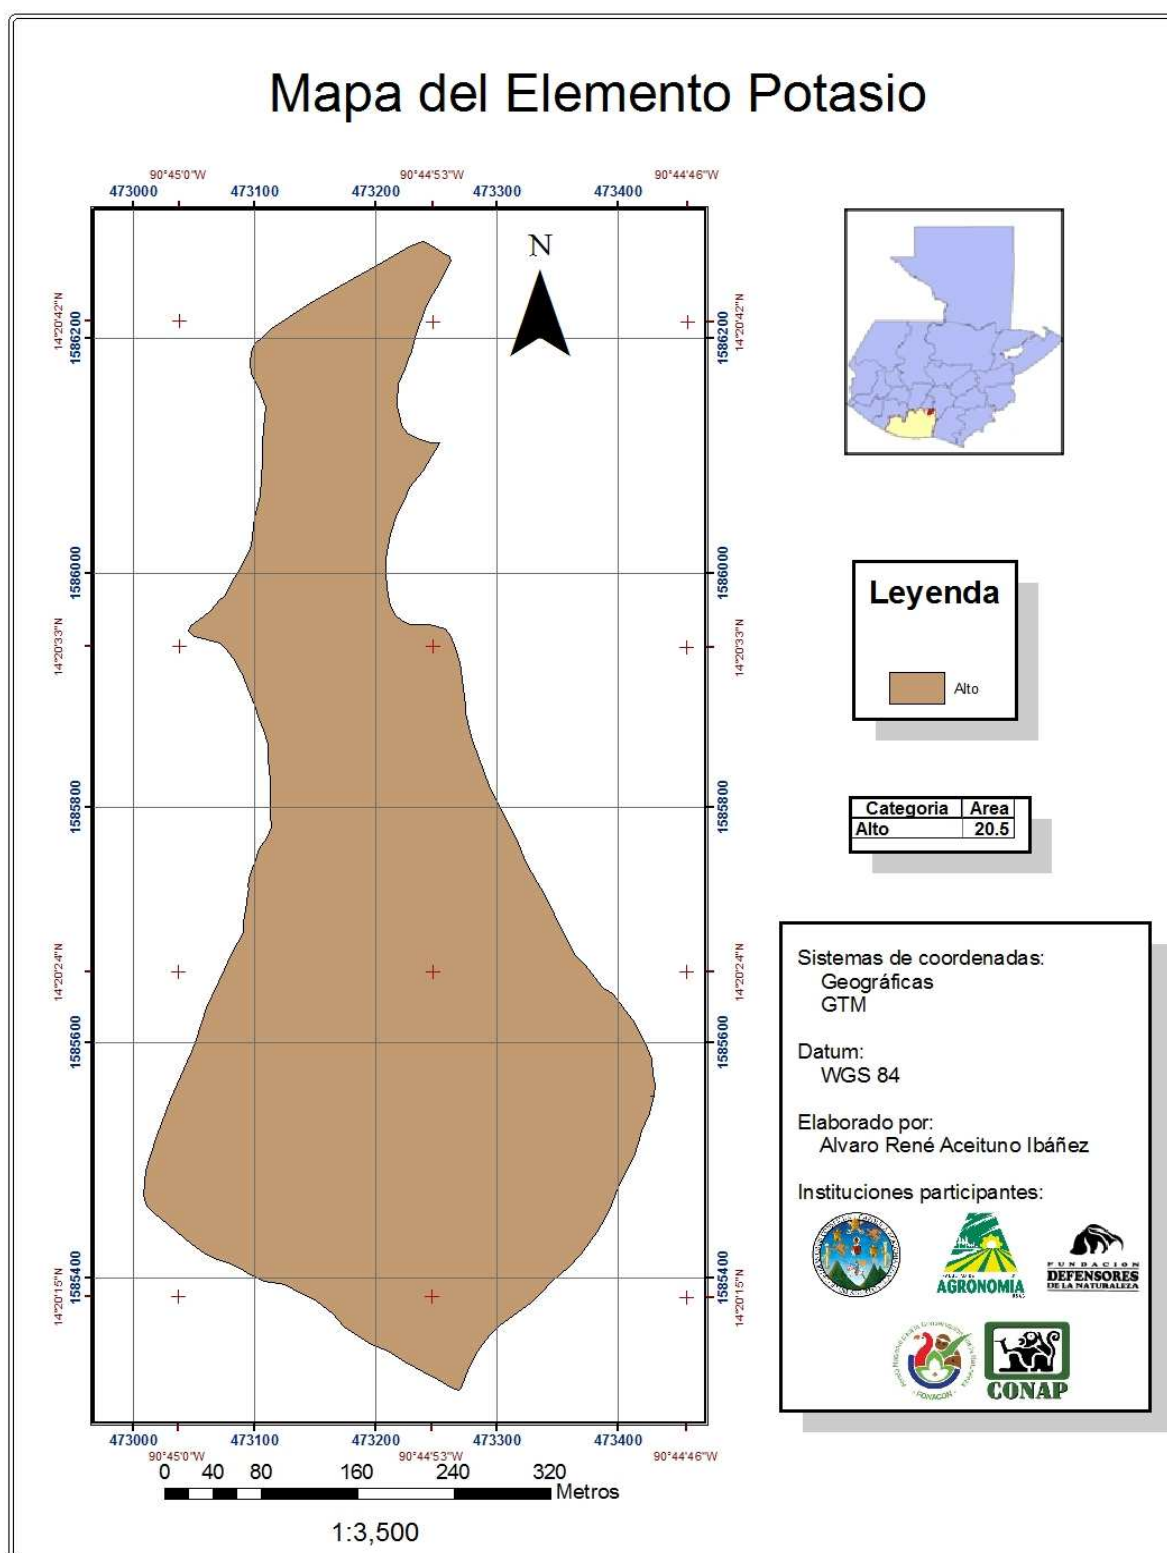 Mapa del Elemento Potasio
90°45'0"W 90°44'53"W 90°44'46"W
473000 473100 473200 473300 473400
N
14°20'42"N 14°20'42"N
1586200 1586200
1586000 1586000
14°20'33"N 14°20'33"N
1585800 1585800
14°20'24"N 14°20'24"N
1585600 1585600
1585400 1585400
14°20'15"N 14°20'15"N
473000 473100 473200 473300 473400
90°45'0"W 90°44'53"W 90°44'46"W
0 40 80 160 240 320
Metros
1:3,500
Leyenda
Alto
Categoria Area
Alto 20.5
Sistemas de coordenadas:
Geográficas
GTM
Datum:
WGS 84
Elaborado por:
Alvaro René Aceituno Ibáñez
Instituciones participantes:
AGRONOMIA
FUNDACION
DEFENSORES
DE LA NATURALEZA
FONACON
CONAP